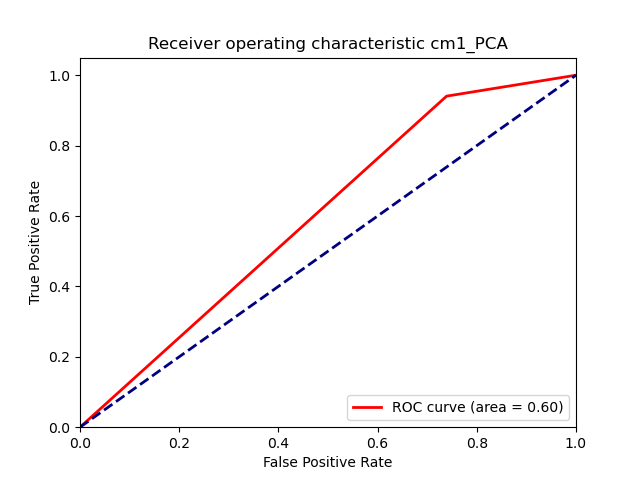 Receiver operating characteristic cm1_PCA
1.0
0.8
0.6
0.4
0.2
0.0
True Positive Rate
ROC curve (area = 0.60)
0.0 0.2 0.4 0.6 0.8 1.0
False Positive Rate